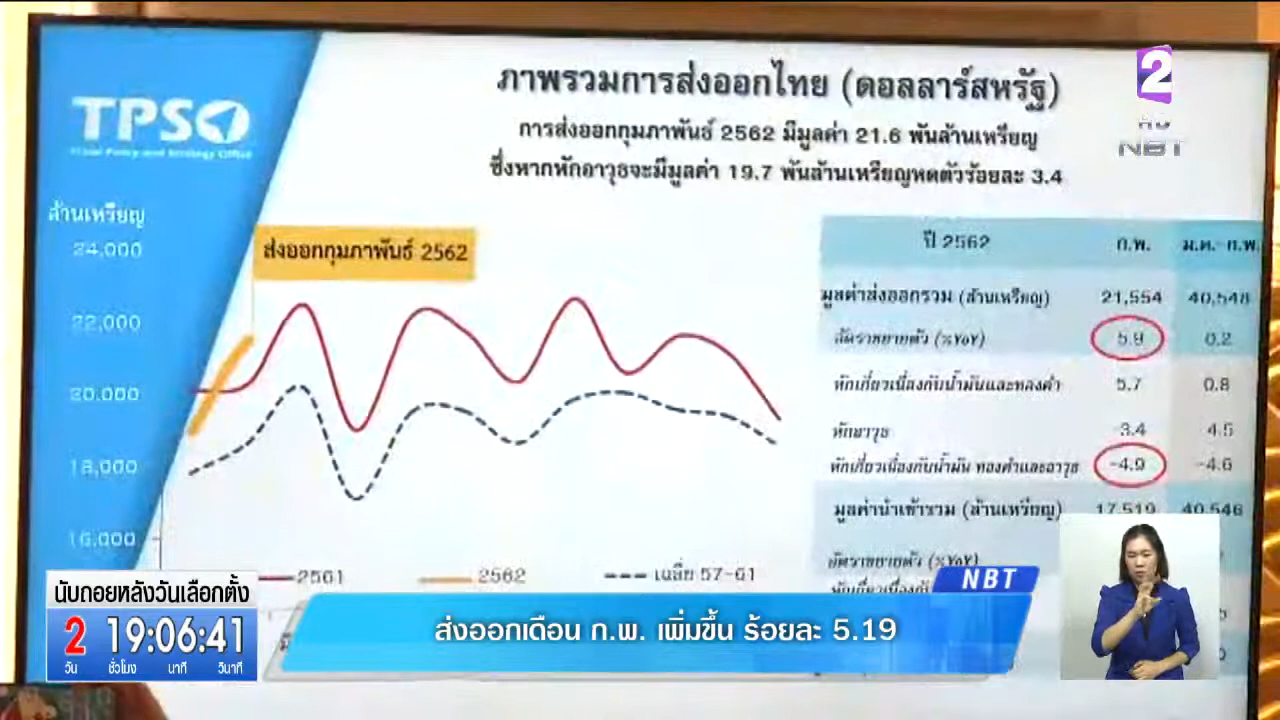 TPSO
Trade Policy and Strategy Office
ภาพรวมการส่งออกไทย (ดอลลาร์สหรัฐ)
การส่งออกกุมภาพันธ์ 2562 มีมูลค่า 21.6 พันล้านเหรียญ
ซึ่งหากหักอาวุธจะมีมูลค่า 19.7 พันล้านเหรียญหดตัวร้อยละ 3.4
2
HD
NBT
ล้านเหรียญ
24,000
22,000
20,000
18,000
16,000
ส่งออกกุมภาพันธ์ 2562
ปี 2562 ก.พ. ม.ค.- ก.พ.
มูลค่าส่งออกรวม (ล้านเหรียญ) 21,554 40,548
อัตราขยายตัว (%YoY) 5.9 0.2
หักเกี่ยวเนื่องกับน้ำมันและทองคำ 5.7 0.8
หักอาวุธ -3.4 4.5
หักเกี่ยวเนื่องกับน้ำมัน ทองคำและอาวุธ -4.9 -4.6
มูลค่านำเข้ารวม (ล้านเหรียญ) 17,519 40,546
อัตราขยายตัว (%YoY)
2561 2562 เฉลี่ย 57-61
NBT
ส่งออกเดือน ก.พ. เพิ่มขึ้น ร้อยละ 5.19
นับถอยหลังวันเลือกตั้ง
2 19:06:41
วัน ชั่วโมง นาที วินาที